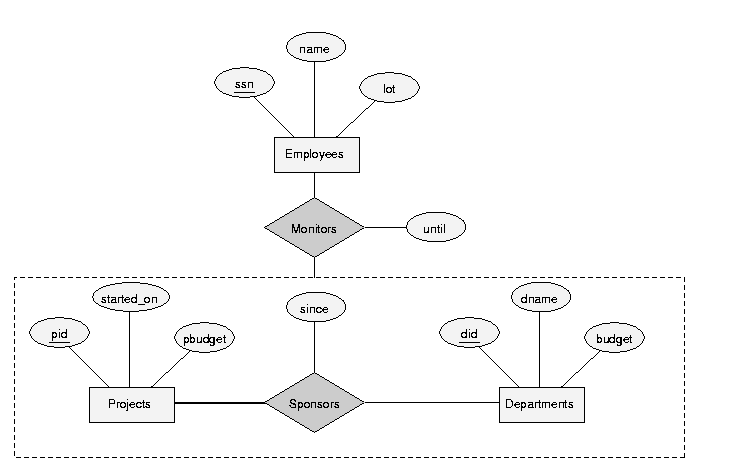 name
ssn
lot
Employees
Monitors
until
started_on
since
dname
pid
pbudget
did
budget
Projects
Sponsors
Departments